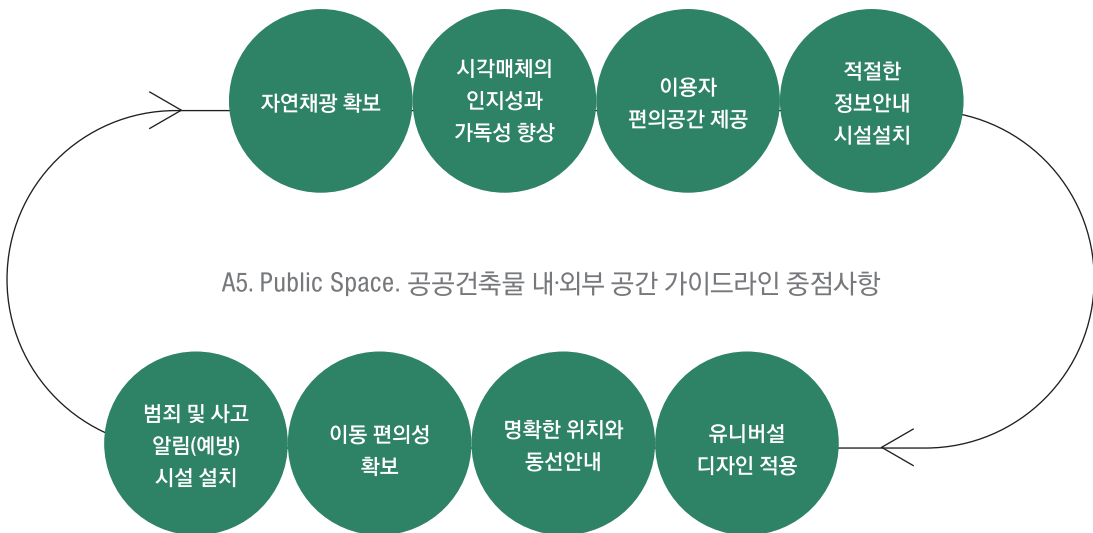 자연채광 확보
시각매체의
인지성과
가독성 향상
이용자
편의공간 제공
적절한
정보안내
시설설치
A5. Public Space. 공공건축물 내·외부 공간 가이드라인 중점사항
범죄 및 사고
알림(예방)
시설 설치
이동 편의성
확보
명확한 위치와
동선안내
유니버설
디자인 적용